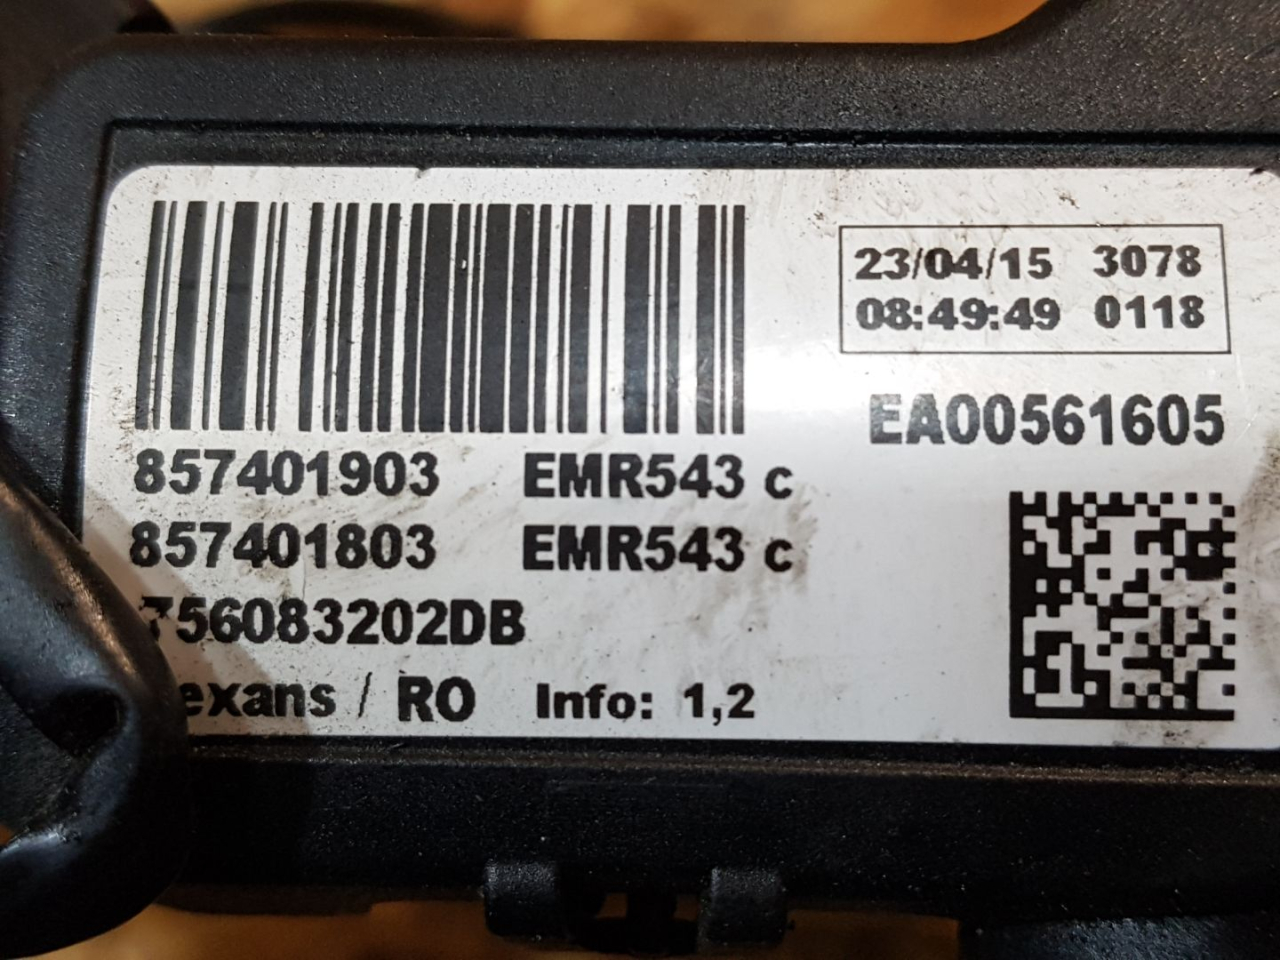 23/04/15 3078
08:49:49 0118
EA00561605
857401903 EMR543 c
857401803 EMR543 c
756083202DB
exans / RO Info: 1,2